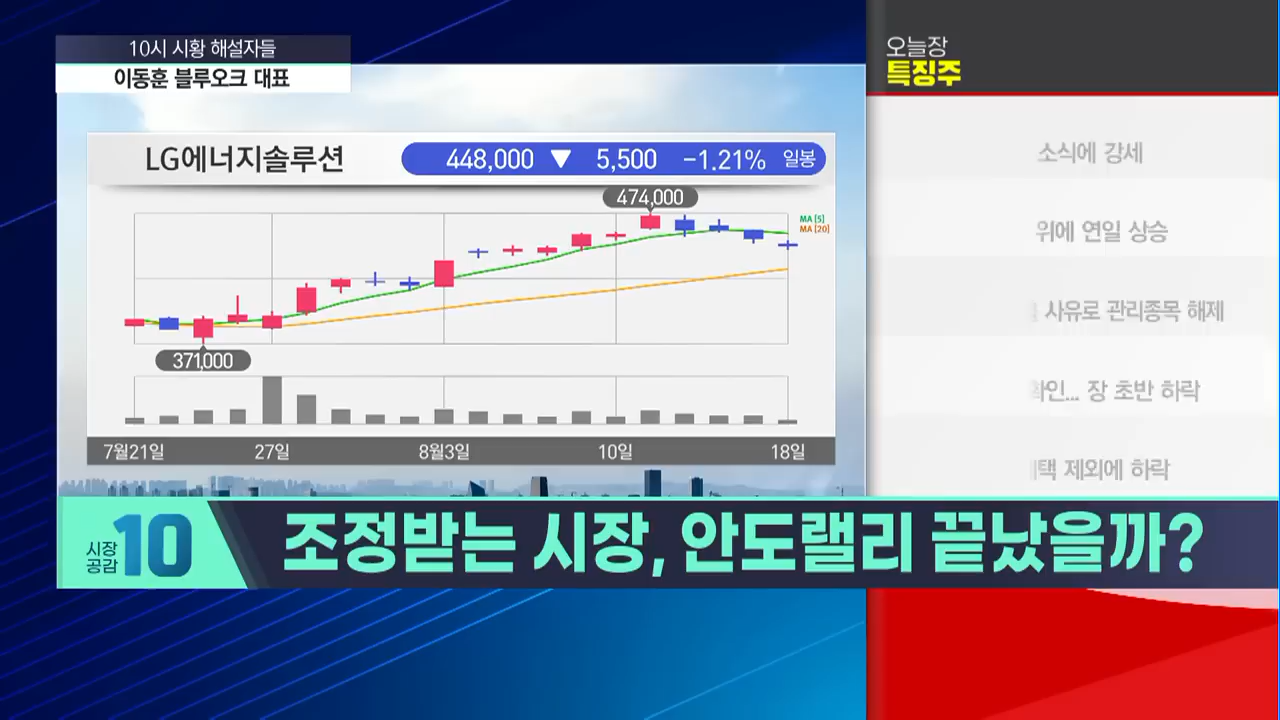 10시 시황 해설자들
이동훈 블루오크 대표
LG에너지솔루션
448,000 ▼ 5,500 -1.21% 일봉
474,000
MA [5]
MA [20]
371,000
7월21일 27일 8월3일 10일 18일
오늘장
특징주
소식에 강세
위에 연일 상승
사유로 관리종목 해제
확인... 장 초반 하락
택 제외에 하락
시장
공감
10
조정받는 시장, 안도랠리 끝났을까?